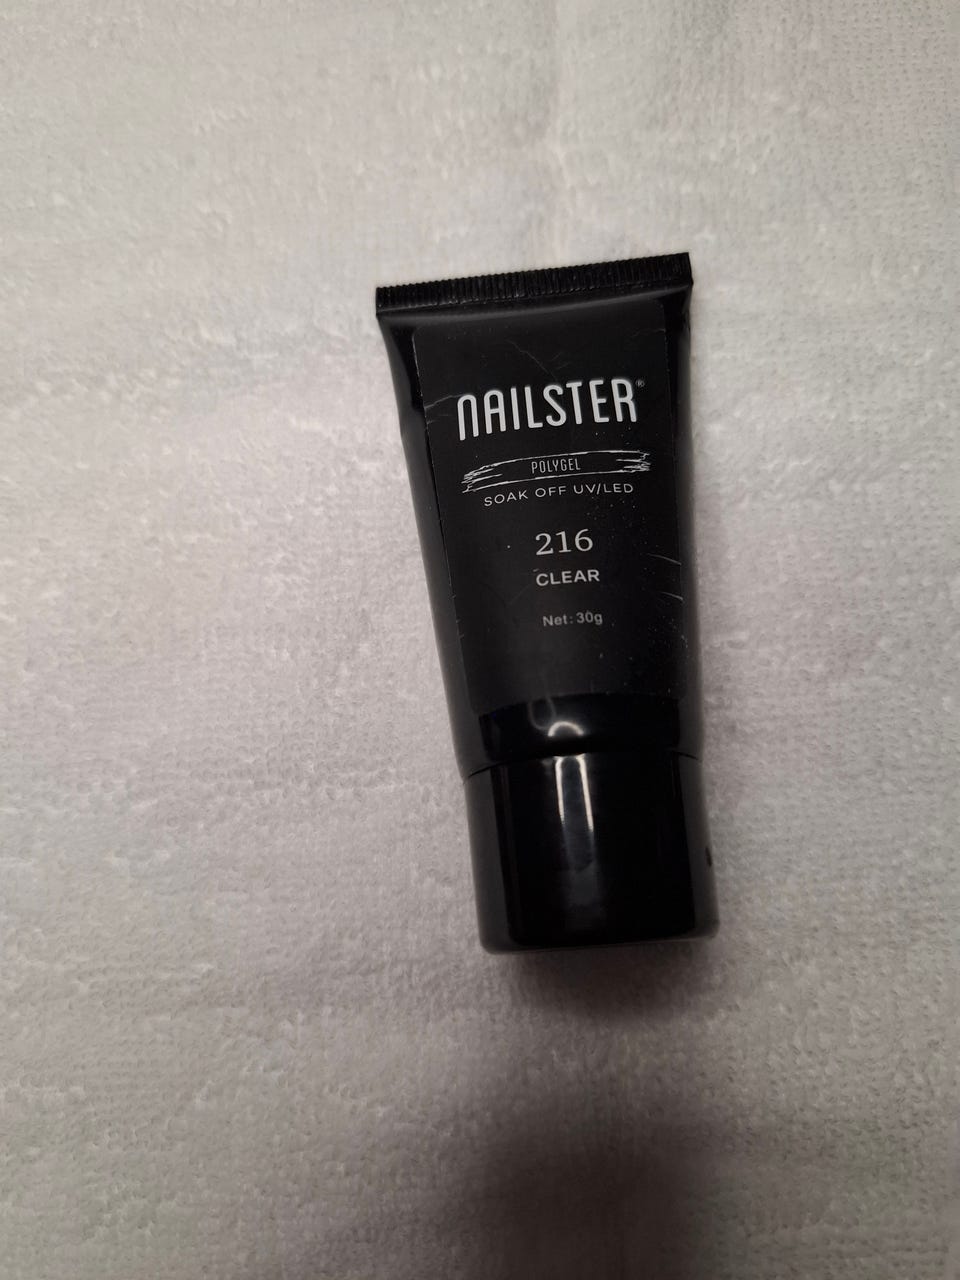 NAILSTER®
POLYGEL
SOAK OFF UV/LED
216
CLEAR
Net: 30g